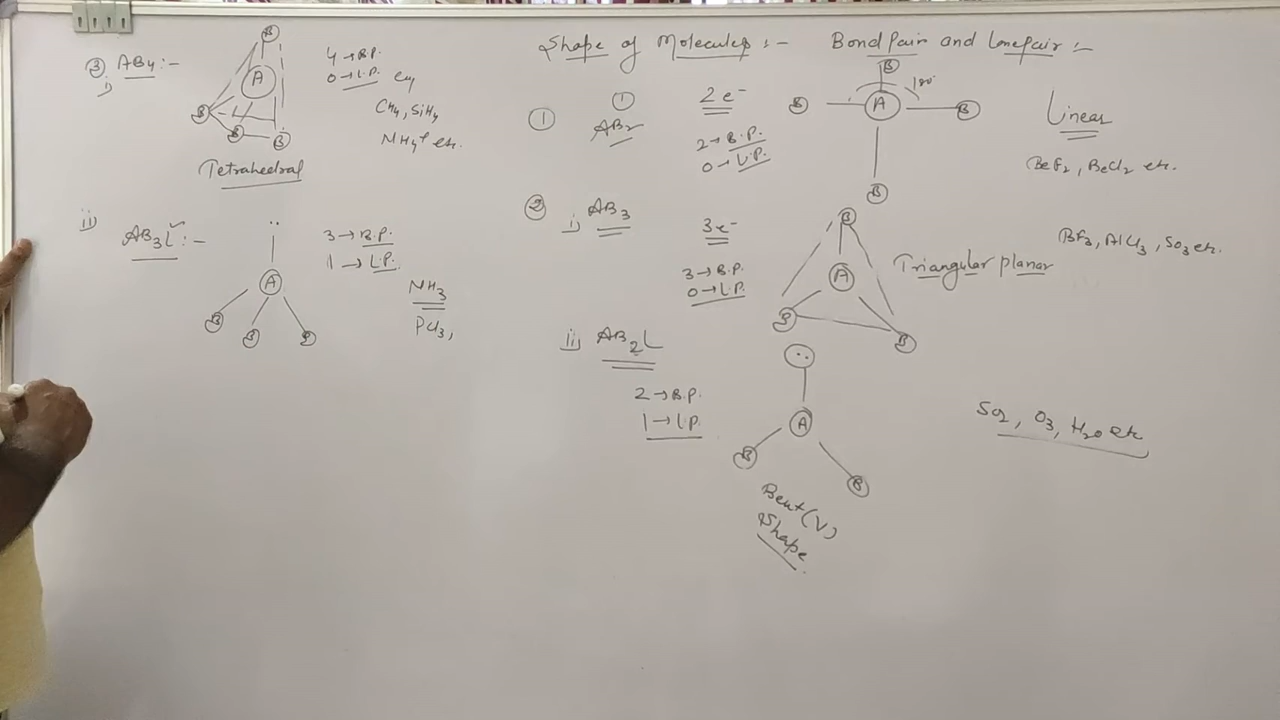 Shape of Molecules :- Bond Pair and Lone Pair :-
①
① AB2
2e⁻
2→B.P.
0→L.P.
B
B A B
180°
B
Linear
BeF2, BeCl2 etc.
②
i) AB3
3e⁻
3→B.P.
0→L.P.
B
A
B B
Triangular planar
BF3, AlCl3, SO3 etc.
ii) AB2L
2→B.P.
1→L.P.
A
B B
Bent (V)
Shape
SO2, O3, H2O etc
③ AB4:-
i)
B
A
B B B
4→B.P.
0→L.P. eg
CH4, SiH4
NH4+ etc.
Tetrahedral
ii) AB3L:-
A
B B B
3→B.P.
1→L.P.
NH3
PCl3,